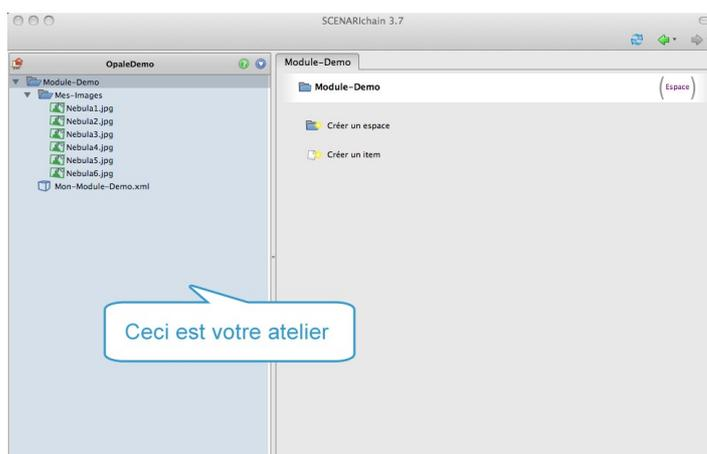 SCENARIchain 3.7
OpaleDemo
Module-Demo
Mes-Images
Nebula1.jpg
Nebula2.jpg
Nebula3.jpg
Nebula4.jpg
Nebula5.jpg
Nebula6.jpg
Mon-Module-Demo.xml
Module-Demo
Module-Demo
(Espace)
Créer un espace
Créer un item
Ceci est votre atelier